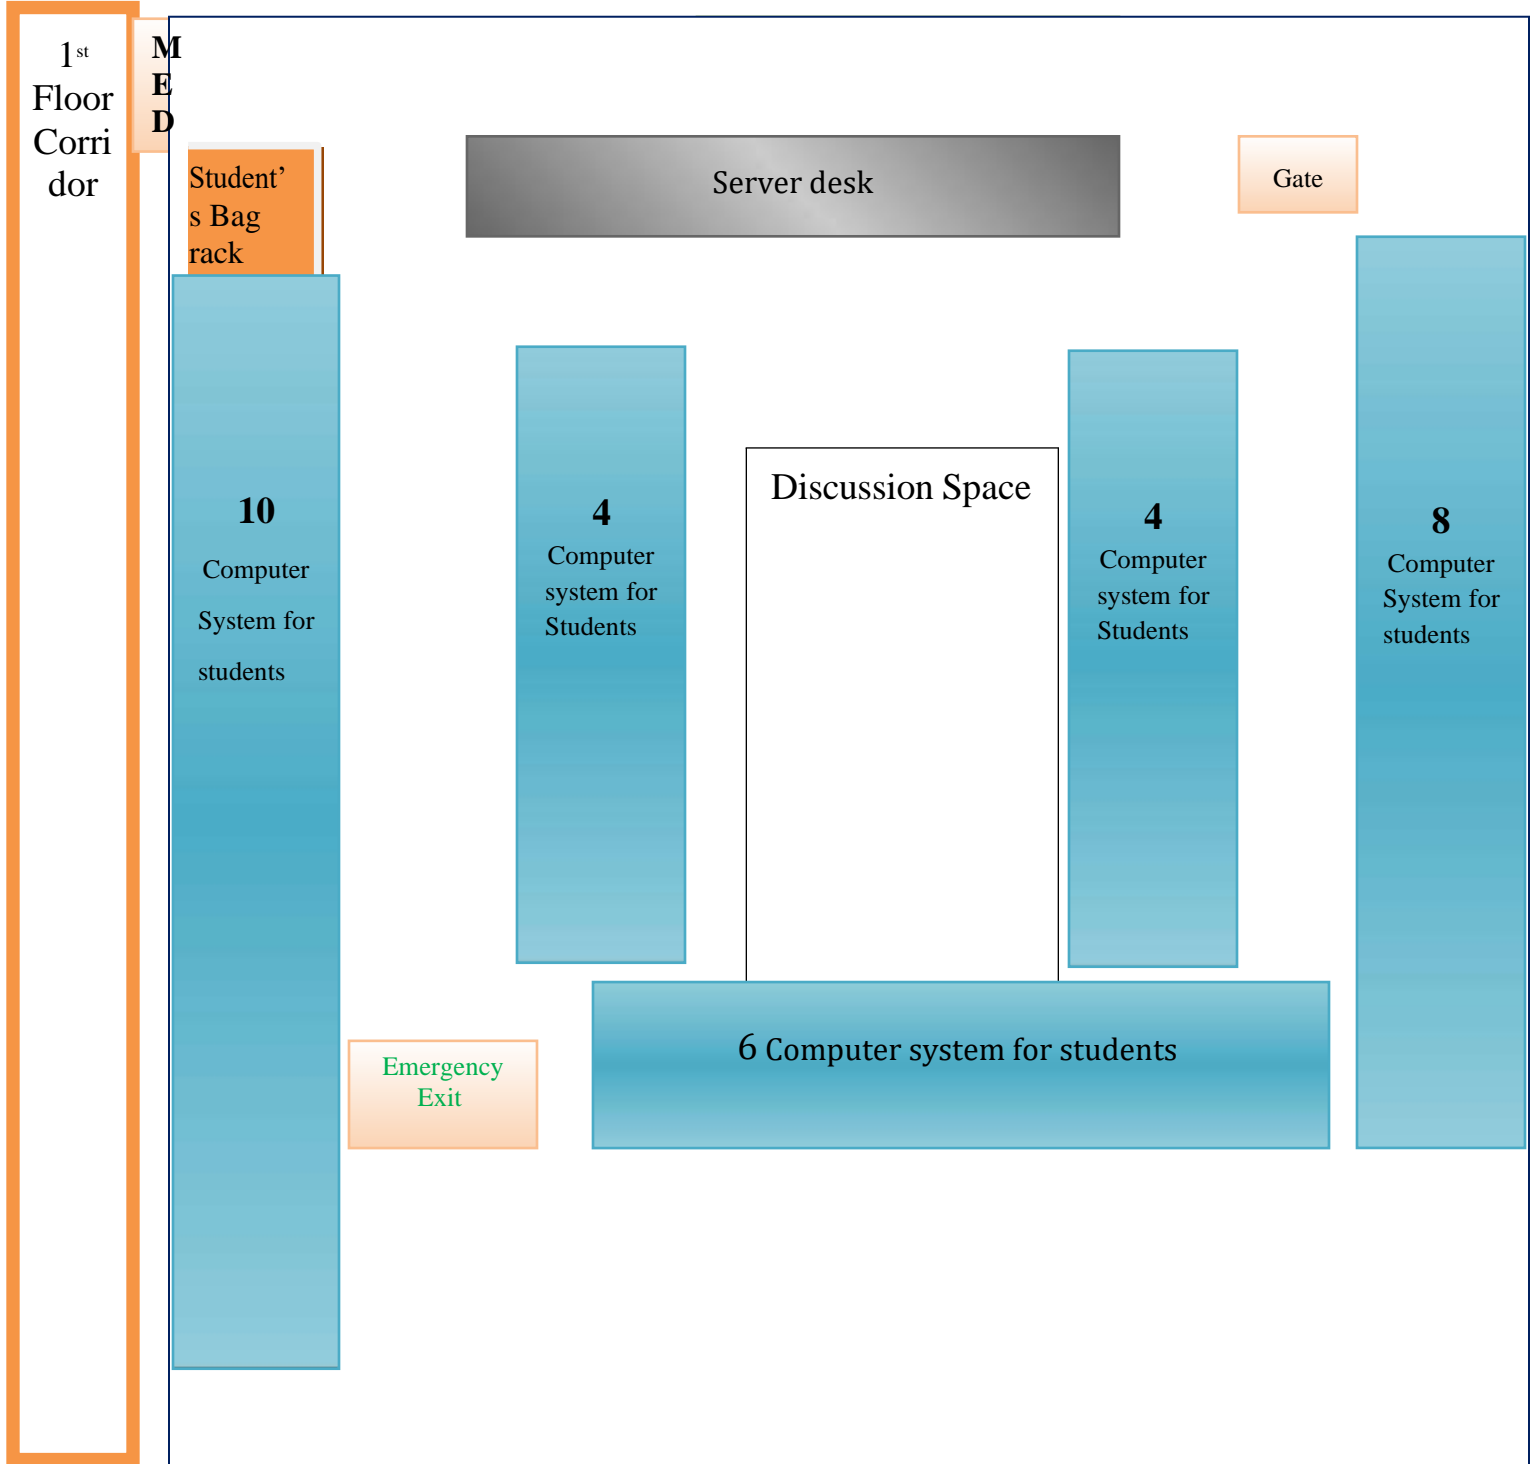 1st
Floor
Corri
dor
M
E
D
Student’
s Bag
rack
Server desk
Gate
10
Computer
System for
students
4
Computer
system for
Students
Discussion Space
4
Computer
system for
Students
8
Computer
System for
students
Emergency
Exit
6 Computer system for students